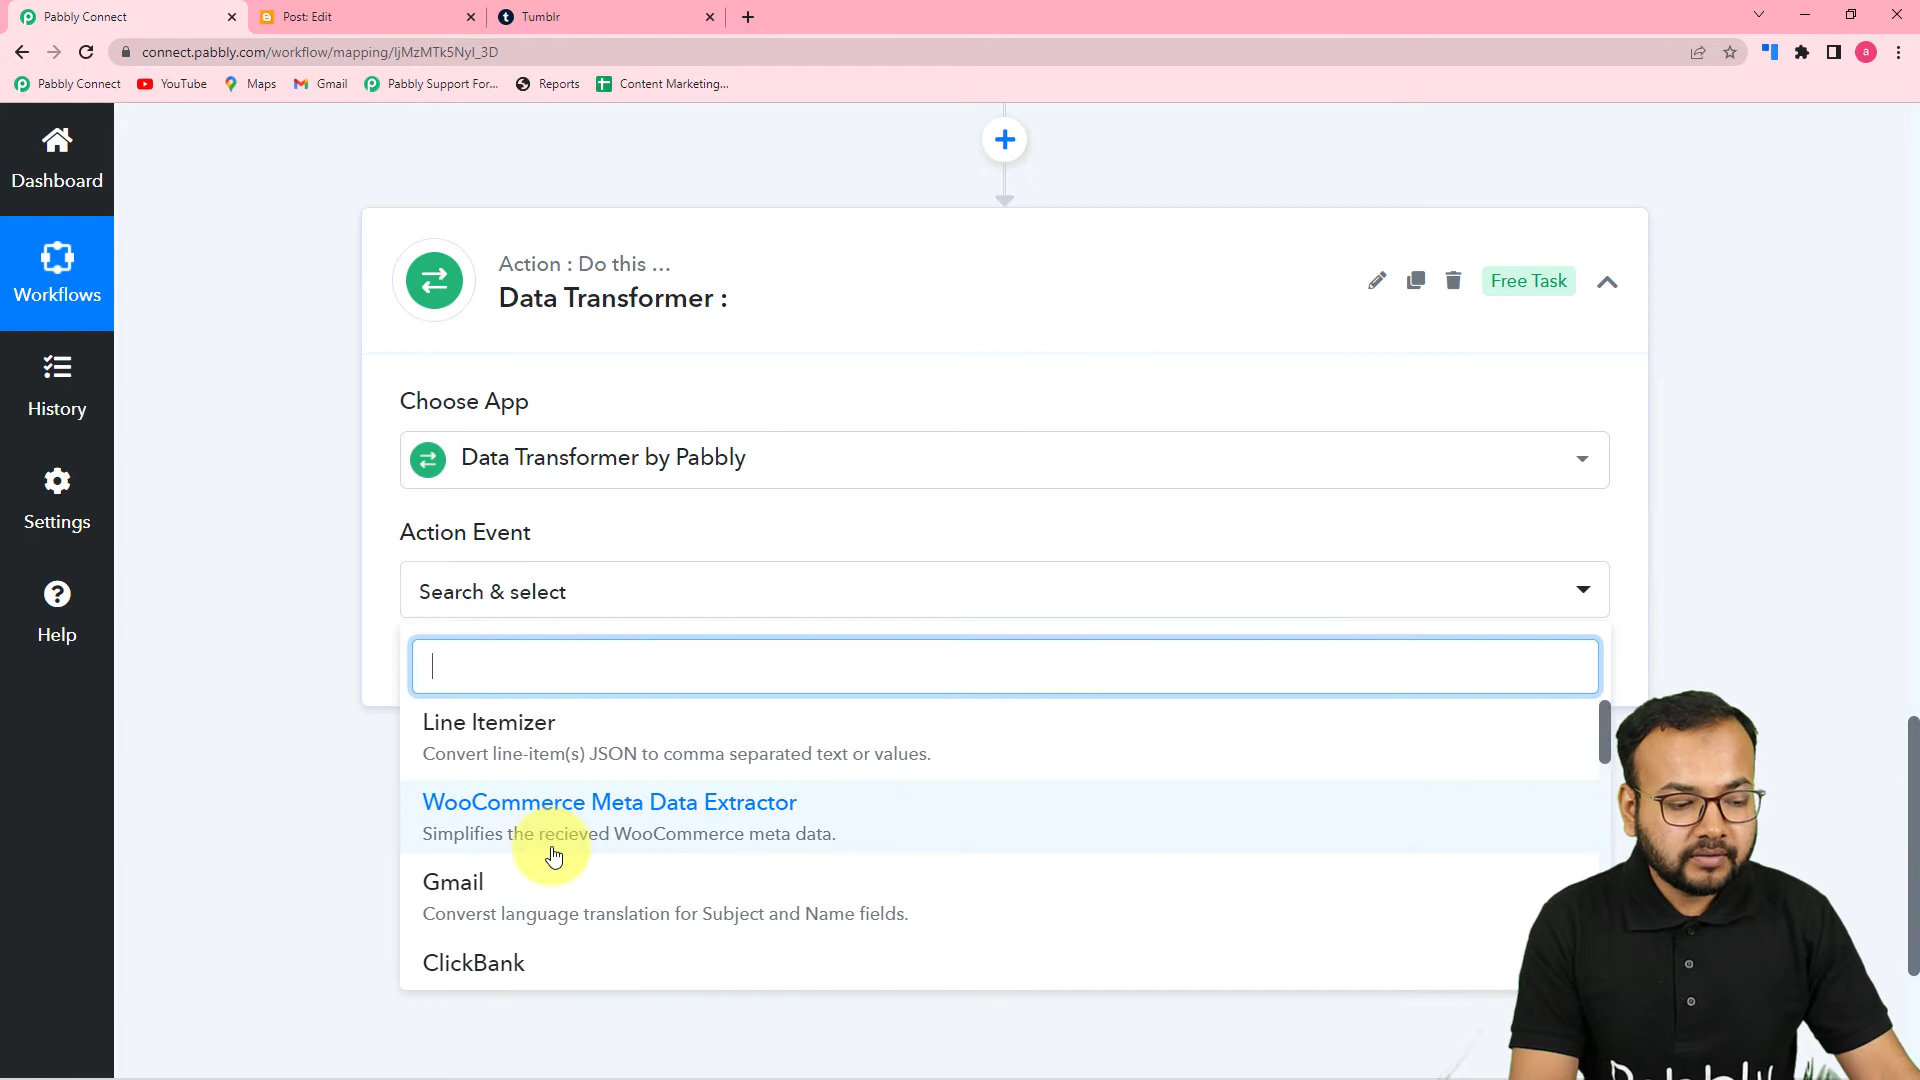 Pabbly Connect
Post: Edit
Tumblr
connect.pabbly.com/workflow/mapping/IjMzMTk5NyI_3D
a
Pabbly Connect
YouTube
Maps
Gmail
Pabbly Support For...
Reports
Content Marketing...
Dashboard
Workflows
History
Settings
Help
Action : Do this ...
Data Transformer :
Free Task
Choose App
Data Transformer by Pabbly
Action Event
Search & select
Line Itemizer
Convert line-item(s) JSON to comma separated text or values.
WooCommerce Meta Data Extractor
Simplifies the recieved WooCommerce meta data.
Gmail
Converst language translation for Subject and Name fields.
ClickBank